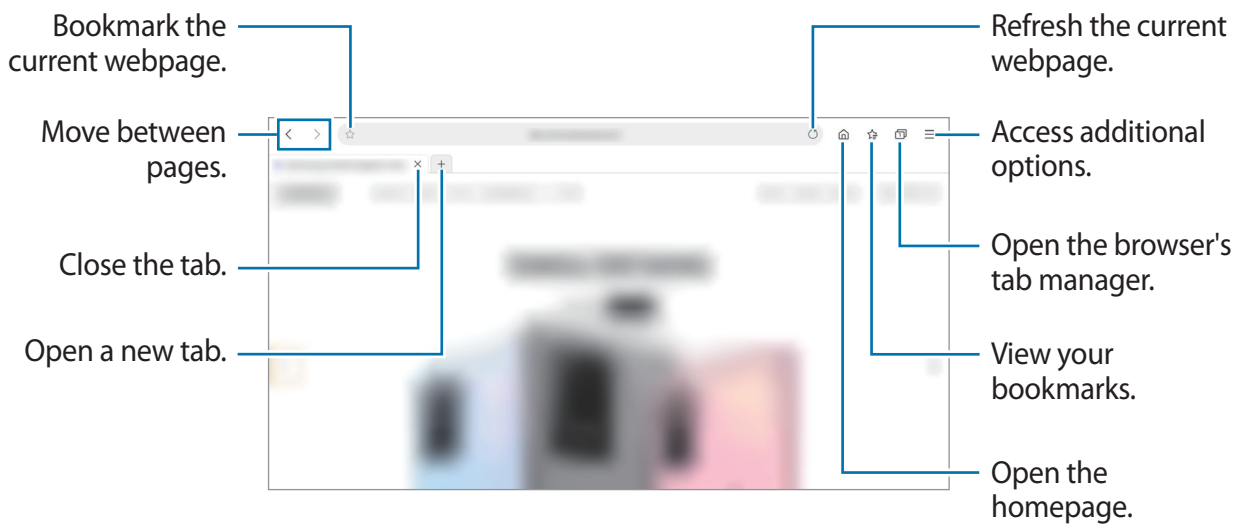 Bookmark the
current webpage.
Move between
pages.
Close the tab.
Open a new tab.
Refresh the current
webpage.
Access additional
options.
Open the browser's
tab manager.
View your
bookmarks.
Open the
homepage.